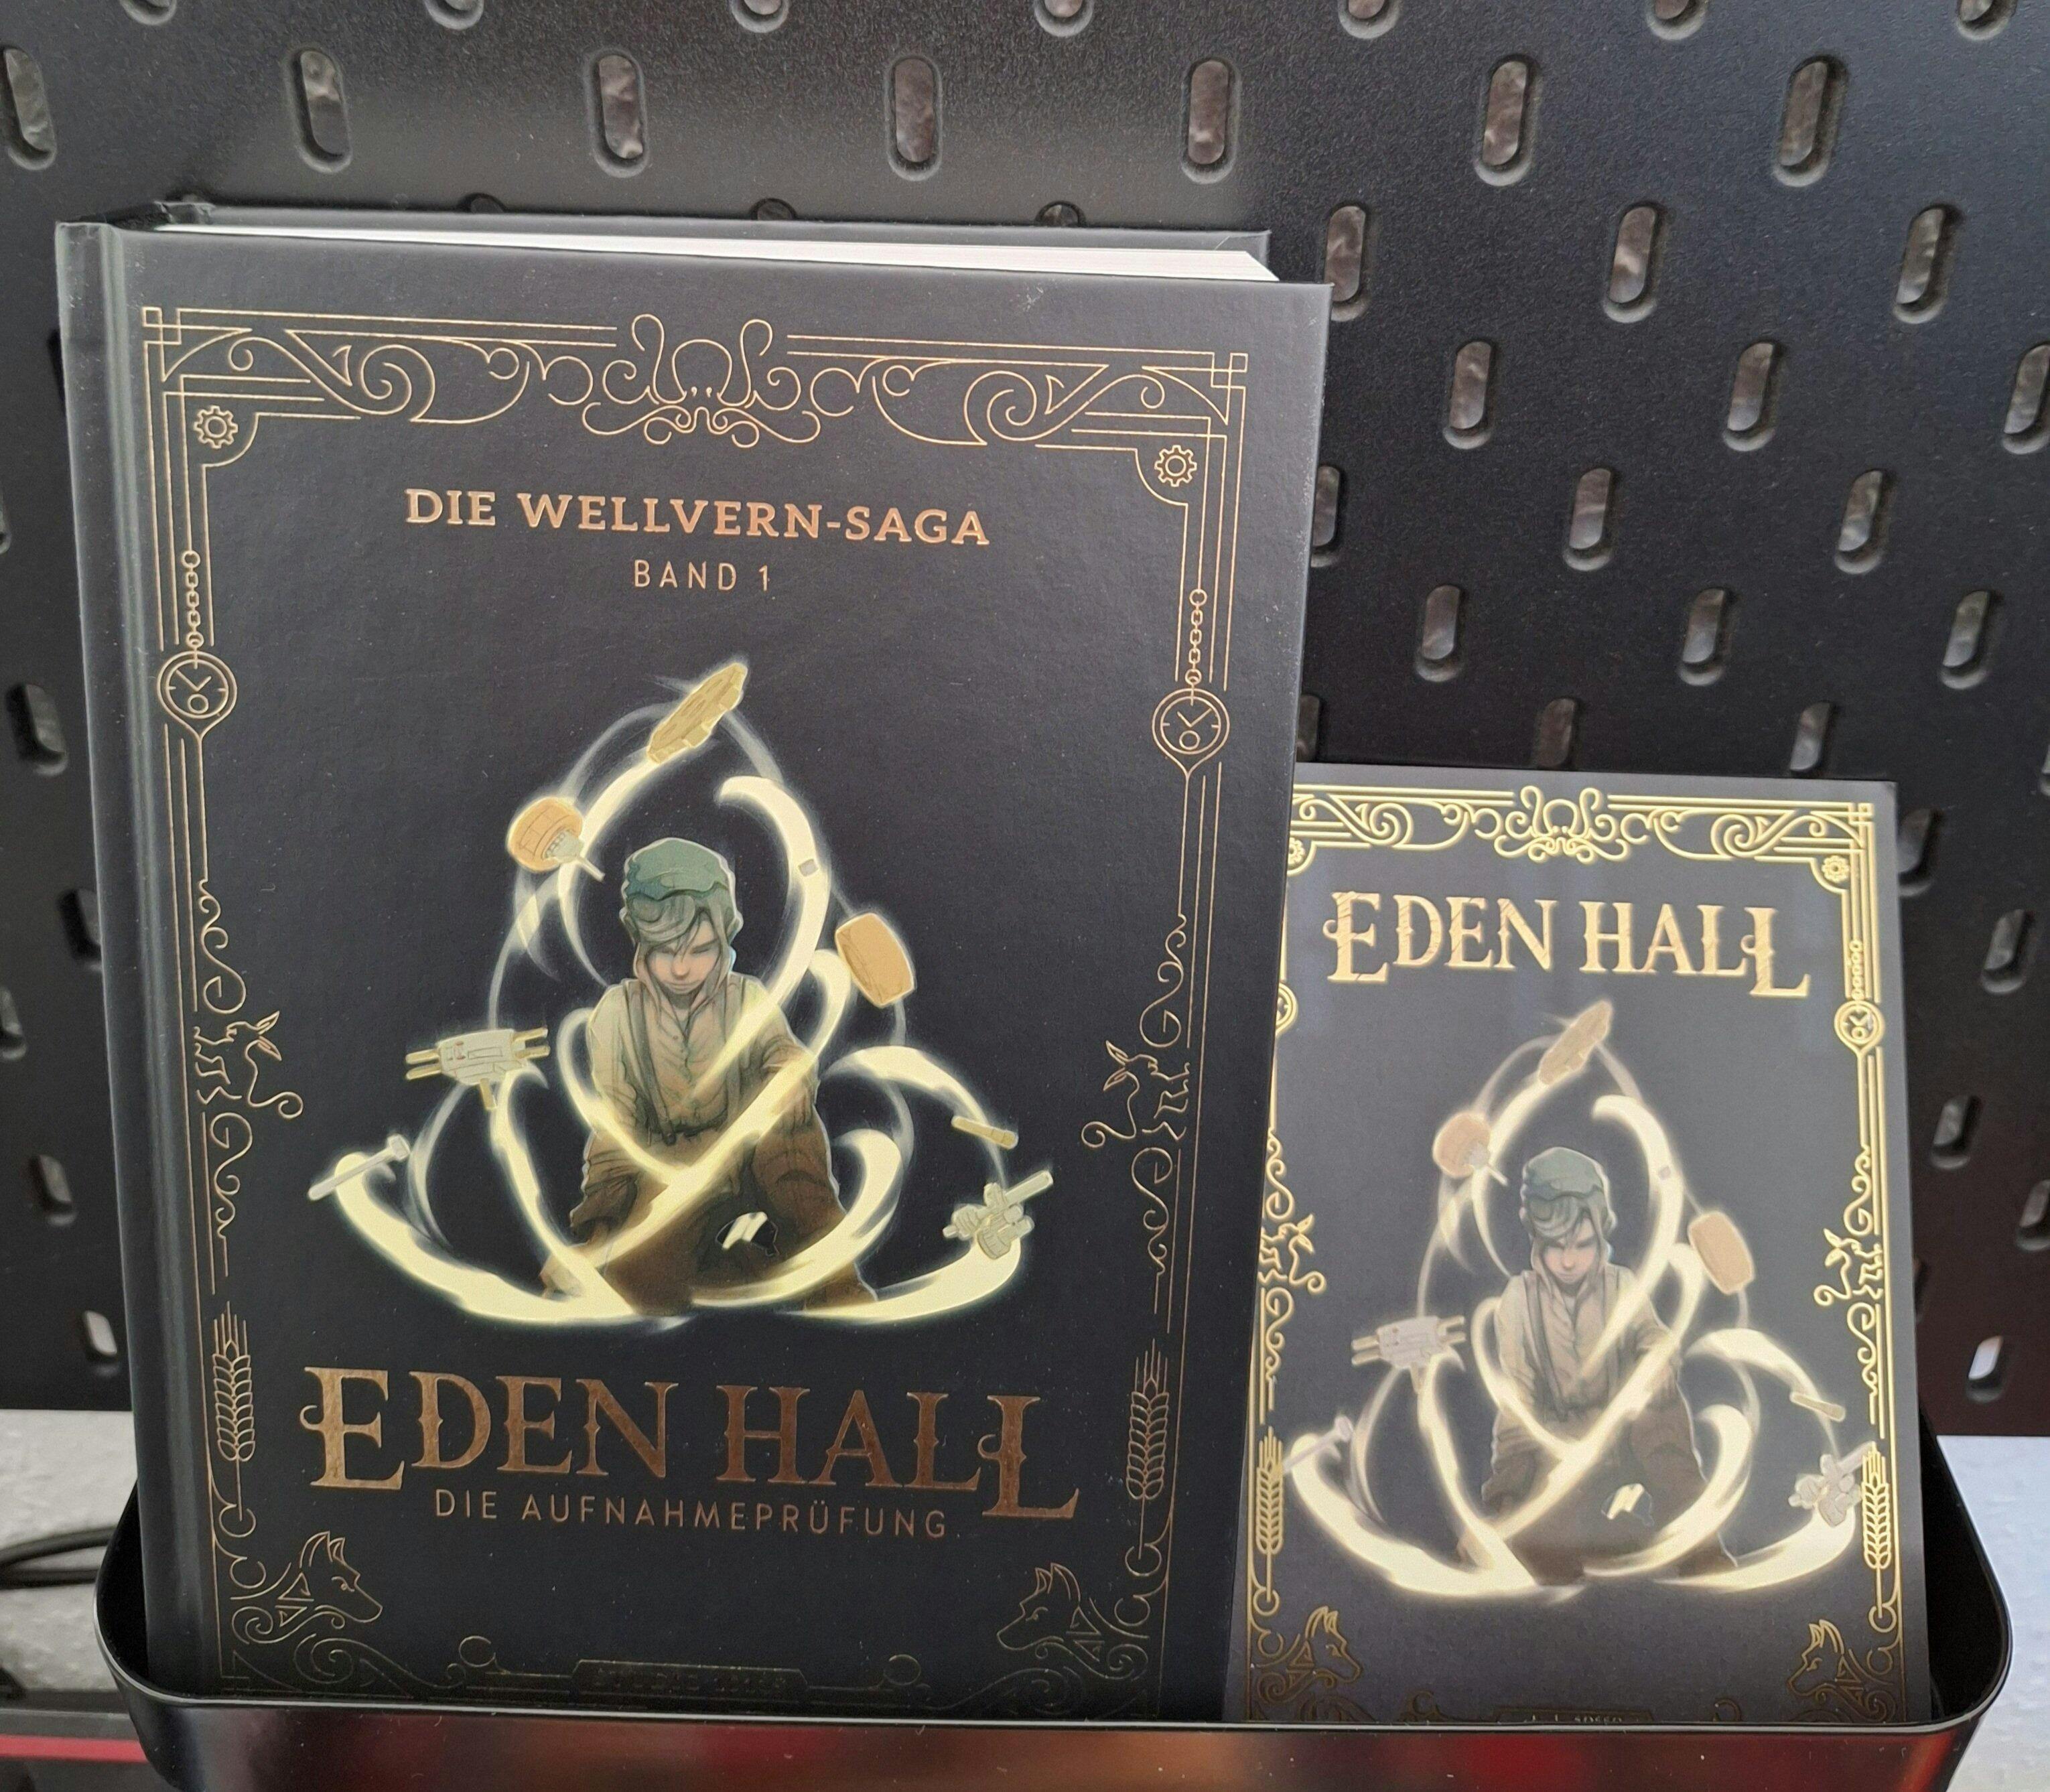 DIE WELLVERN-SAGA
BAND 1
EDEN HALL
DIE AUFNAHMEPRÜFUNG
EDEN HALL